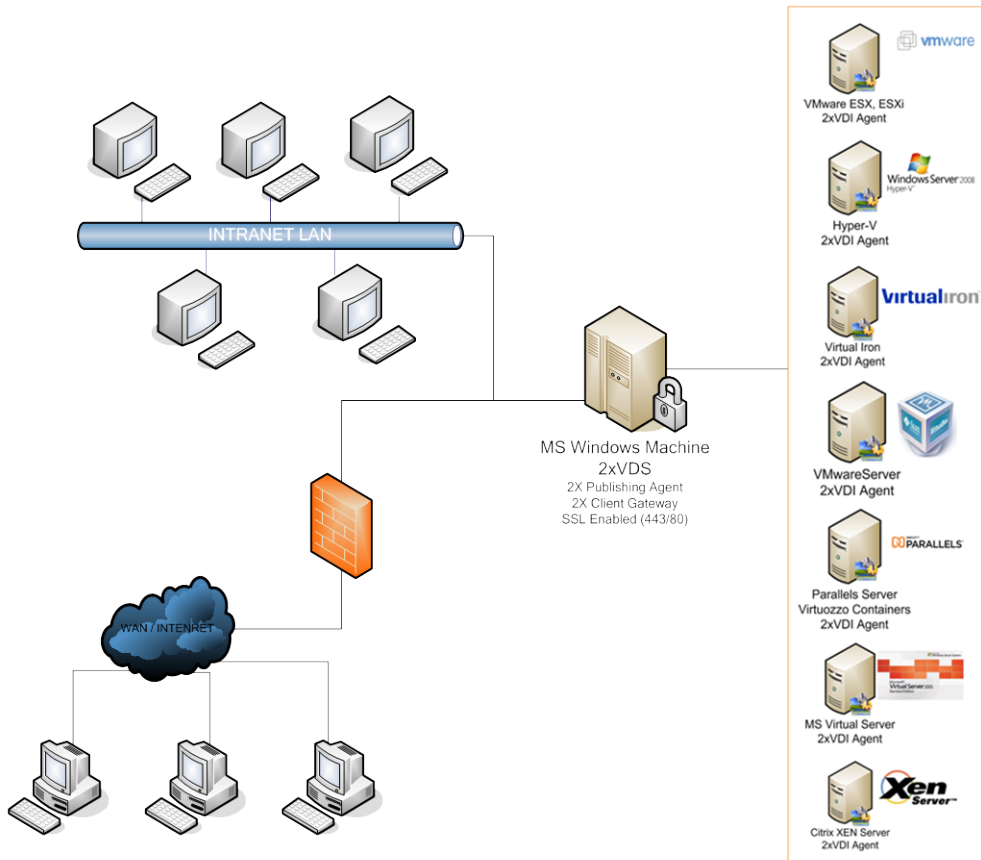 vmware
VMware ESX, ESXi
2xVDI Agent
Windows Server 2008
Hyper-V
Hyper-V
2xVDI Agent
INTRANET LAN
VirtualIron
Virtual Iron
2xVDI Agent
MS Windows Machine
2xVDS
2X Publishing Agent
2X Client Gateway
SSL Enabled (443/80)
VMwareServer
2xVDI Agent
PARALLELS
Parallels Server
Virtuozzo Containers
2xVDI Agent
WAN / INTENRET
Microsoft
Virtual Server 2005
MS Virtual Server
2xVDI Agent
Xen
Server
Citrix XEN Server
2xVDI Agent